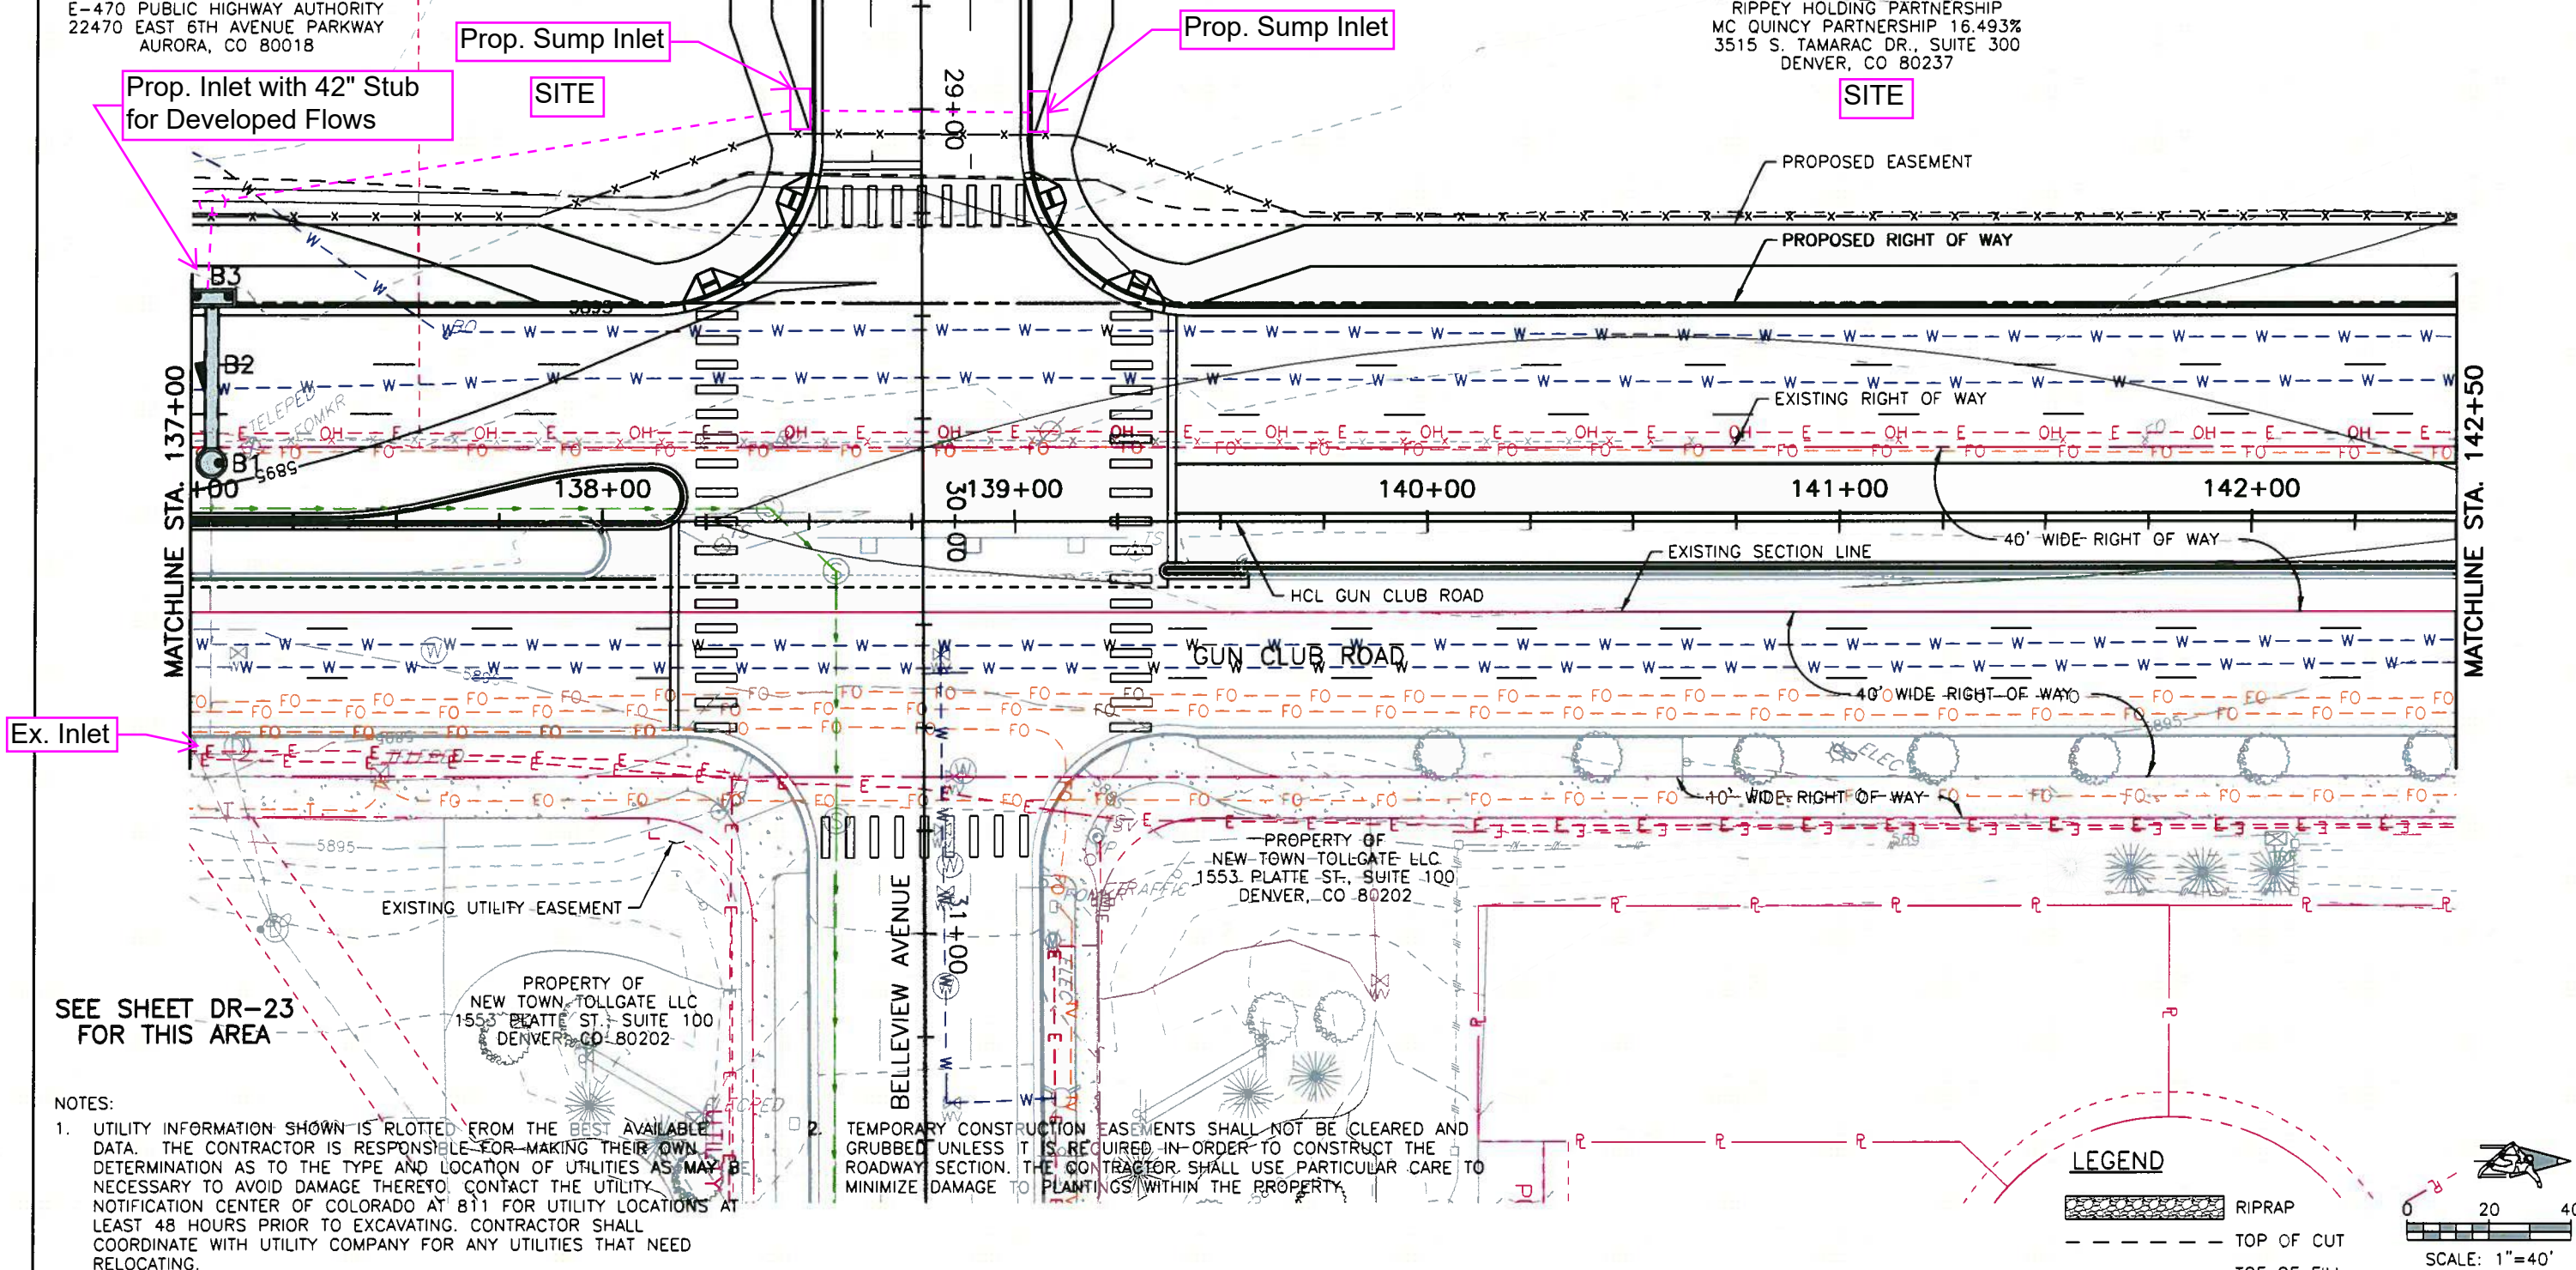 E-470 PUBLIC HIGHWAY AUTHORITY
22470 EAST 6TH AVENUE PARKWAY
AURORA, CO 80018
Prop. Sump Inlet
Prop. Sump Inlet
RIPPEY HOLDING PARTNERSHIP
MC QUINCY PARTNERSHIP 16.493%
3515 S. TAMARAC DR., SUITE 300
DENVER, CO 80237
Prop. Inlet with 42" Stub
for Developed Flows
SITE
SITE
29+00
PROPOSED EASEMENT
PROPOSED RIGHT OF WAY
B3
5895
B2
TELEPED
FOMKR
B1
5895
EXISTING RIGHT OF WAY
MATCHLINE STA. 137+00
MATCHLINE STA. 142+50
+00
138+00
30+00
139+00
140+00
141+00
142+00
40' WIDE RIGHT OF WAY
EXISTING SECTION LINE
HCL GUN CLUB ROAD
GUN CLUB ROAD
40' WIDE RIGHT OF WAY
5895
Ex. Inlet
ELEC
10' WIDE RIGHT OF WAY
5895
EXISTING UTILITY EASEMENT
BELLEVIEW AVENUE
31+00
PROPERTY OF
NEW TOWN TOLLGATE LLC
1553 PLATTE ST., SUITE 100
DENVER, CO 80202
PROPERTY OF
NEW TOWN TOLLGATE LLC
1553 PLATTE ST., SUITE 100
DENVER, CO 80202
SEE SHEET DR-23
FOR THIS AREA
NOTES:
1. UTILITY INFORMATION SHOWN IS PLOTTED FROM THE BEST AVAILABLE
DATA. THE CONTRACTOR IS RESPONSIBLE FOR MAKING THEIR OWN
DETERMINATION AS TO THE TYPE AND LOCATION OF UTILITIES AS MAY BE
NECESSARY TO AVOID DAMAGE THERETO. CONTACT THE UTILITY
NOTIFICATION CENTER OF COLORADO AT 811 FOR UTILITY LOCATIONS AT
LEAST 48 HOURS PRIOR TO EXCAVATING. CONTRACTOR SHALL
COORDINATE WITH UTILITY COMPANY FOR ANY UTILITIES THAT NEED
RELOCATING.
2. TEMPORARY CONSTRUCTION EASEMENTS SHALL NOT BE CLEARED AND
GRUBBED UNLESS IT IS REQUIRED IN ORDER TO CONSTRUCT THE
ROADWAY SECTION. THE CONTRACTOR SHALL USE PARTICULAR CARE TO
MINIMIZE DAMAGE TO PLANTINGS WITHIN THE PROPERTY.
LEGEND
RIPRAP
TOP OF CUT
0 20 40
SCALE: 1"=40'